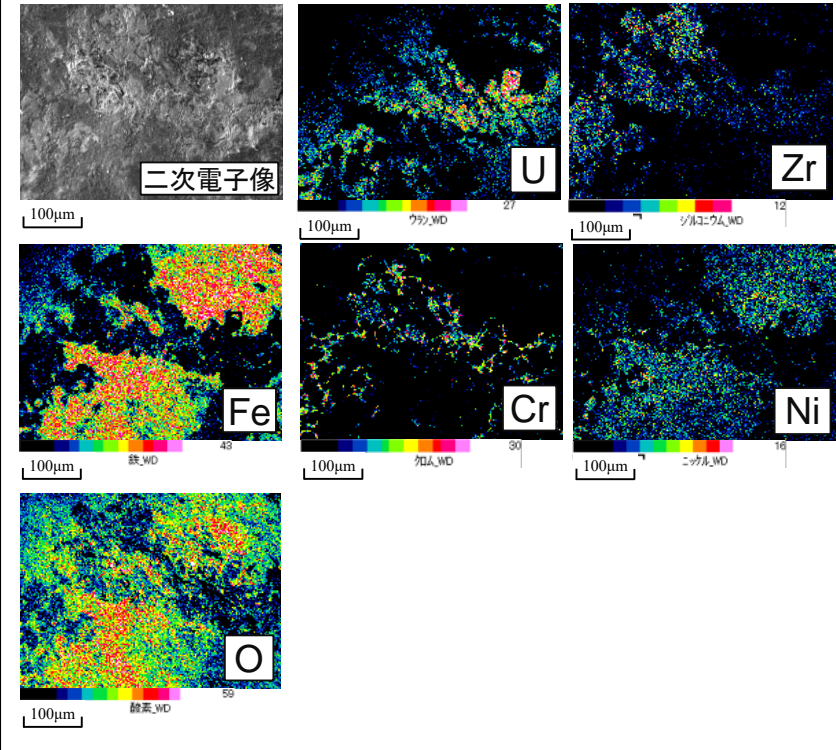 二次電子像
100μm
U
27
ウラン_WD
100μm
Zr
12
ジルコニウム_WD
100μm
Fe
43
鉄_WD
100μm
Cr
30
クロム_WD
100μm
Ni
16
ニッケル_WD
100μm
O
59
酸素_WD
100μm